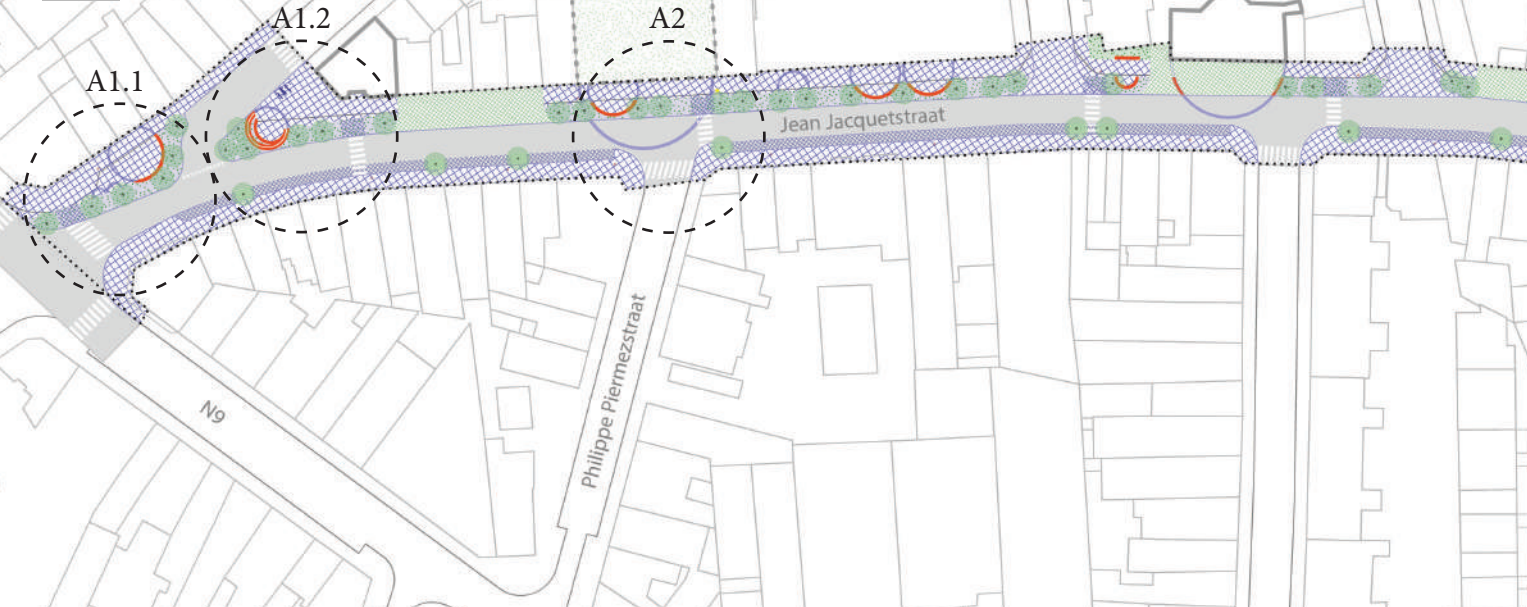 A1.2
A2
A1.1
Jean Jacquetstraat
Philippe Piermezstraat
N9